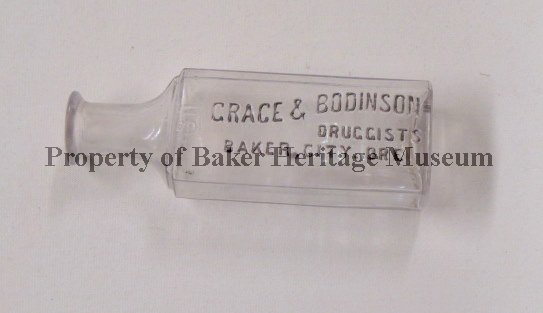 GRACE & BODINSON
DRUGGISTS
BAKER CITY, ORE.
Property of Baker Heritage Museum